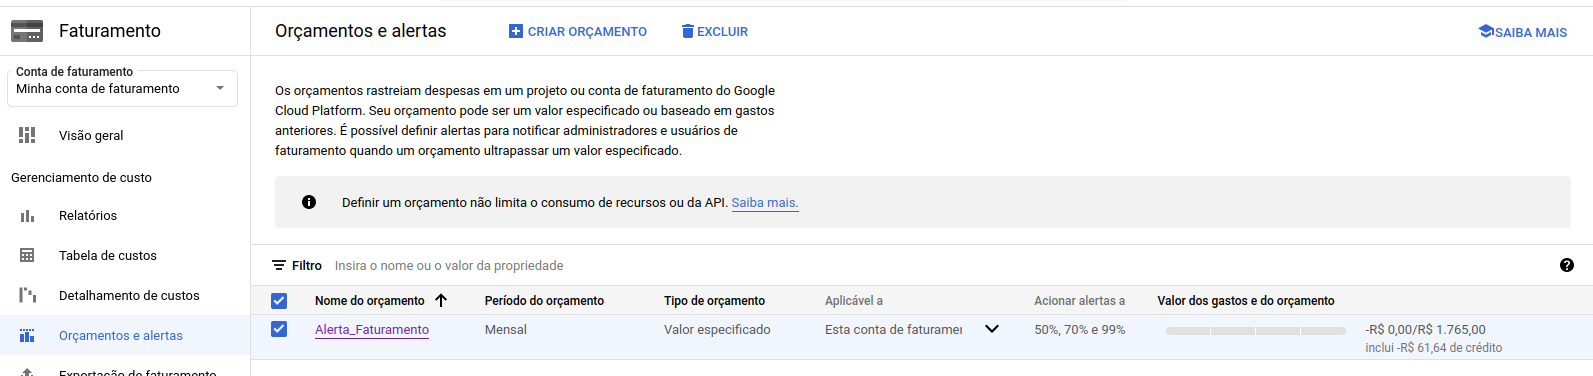 Faturamento
Orçamentos e alertas
CRIAR ORÇAMENTO
EXCLUIR
SAIBA MAIS
Conta de faturamento
Minha conta de faturamento
Visão geral
Gerenciamento de custo
Relatórios
Tabela de custos
Detalhamento de custos
Orçamentos e alertas
Exportação de faturamento
Os orçamentos rastreiam despesas em um projeto ou conta de faturamento do Google
Cloud Platform. Seu orçamento pode ser um valor especificado ou baseado em gastos
anteriores. É possível definir alertas para notificar administradores e usuários de
faturamento quando um orçamento ultrapassar um valor especificado.
Definir um orçamento não limita o consumo de recursos ou da API. Saiba mais.
Filtro Insira o nome ou o valor da propriedade
Nome do orçamento Período do orçamento Tipo de orçamento Aplicável a Acionar alertas a Valor dos gastos e do orçamento
Alerta_Faturamento Mensal Valor especificado Esta conta de faturamen 50%, 70% e 99% -R$ 0,00/R$ 1.765,00
inclui -R$ 61,64 de crédito